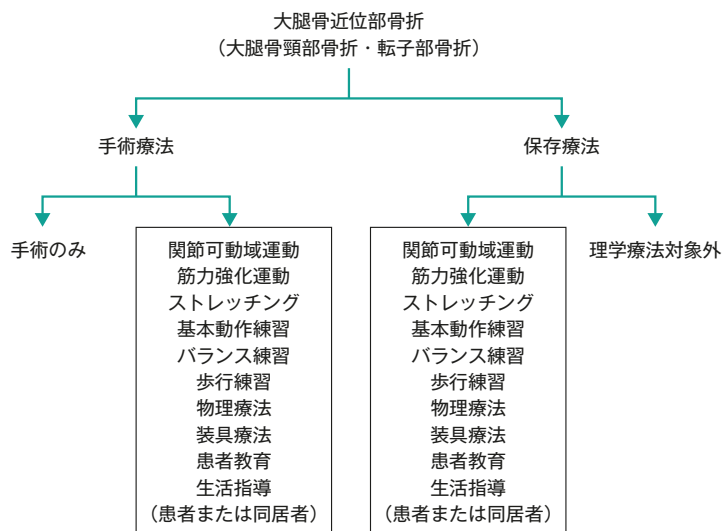 大腿骨近位部骨折
（大腿骨頸部骨折・転子部骨折）
手術療法
保存療法
手術のみ
関節可動域運動
筋力強化運動
ストレッチング
基本動作練習
バランス練習
歩行練習
物理療法
装具療法
患者教育
生活指導
（患者または同居者）
関節可動域運動
筋力強化運動
ストレッチング
基本動作練習
バランス練習
歩行練習
物理療法
装具療法
患者教育
生活指導
（患者または同居者）
理学療法対象外